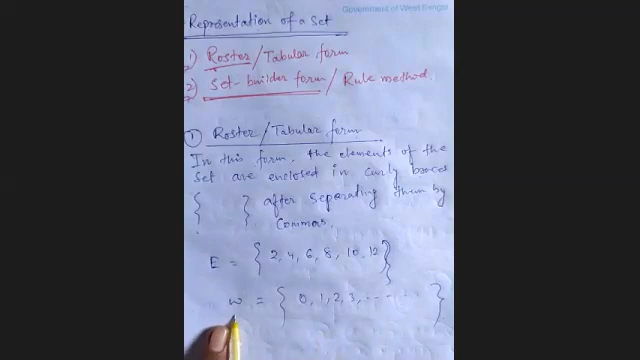 Government of West Bengal
Representation of a Set
1) Roster/Tabular form
2) Set-builder form/Rule method.
① Roster/Tabular form
In this form, the elements of the
set are enclosed in curly braces
{ } after separating them by
commas.
E = { 2, 4, 6, 8, 10, 12 }
W = { 0, 1, 2, 3, ....... }